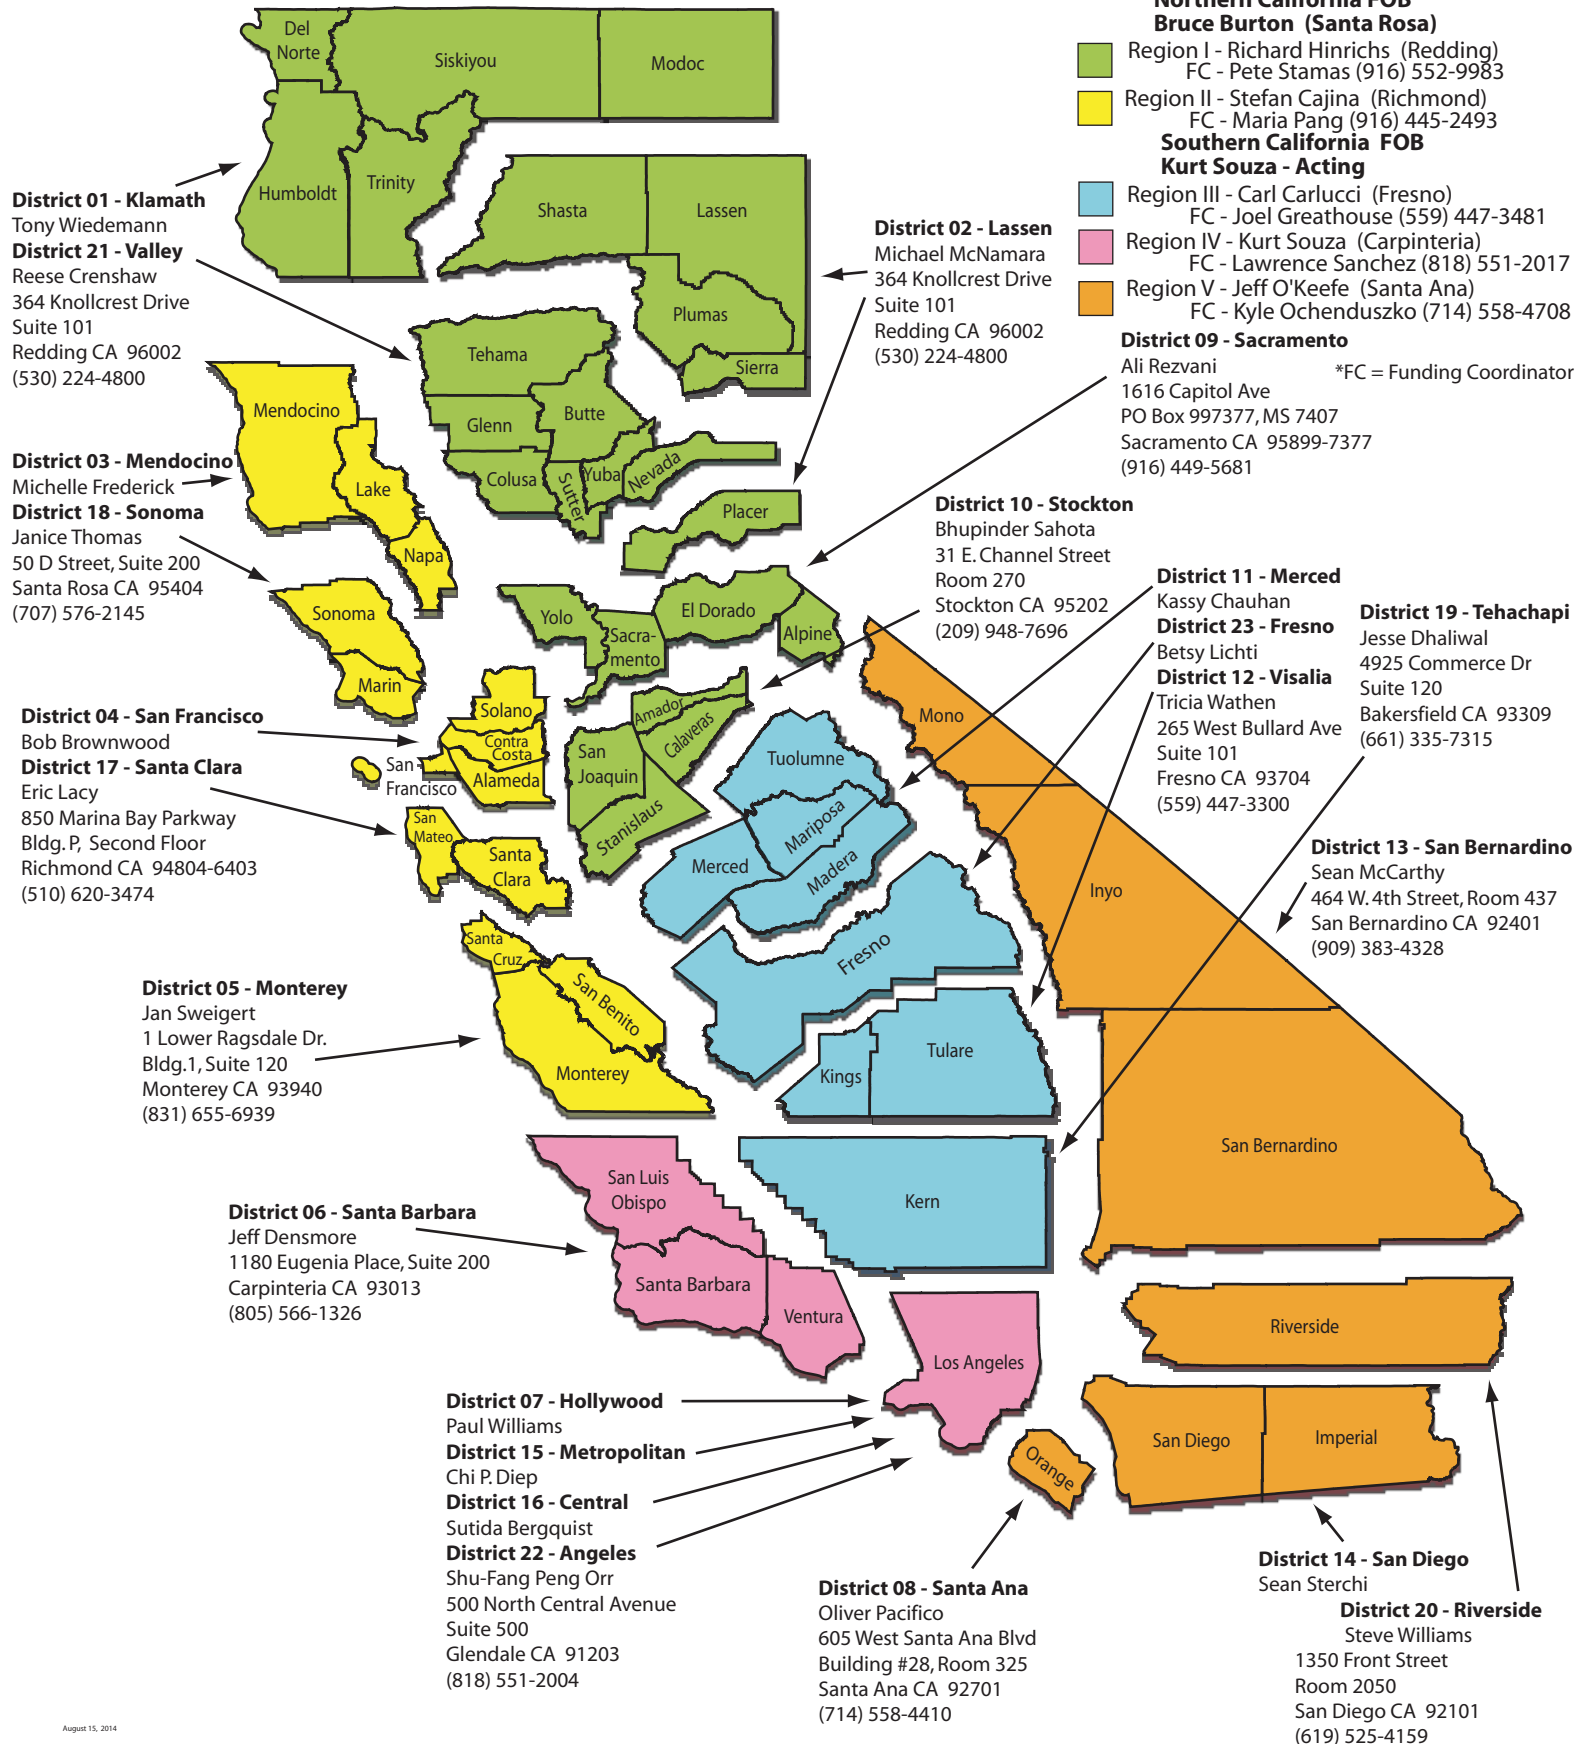 Northern California FOB
Bruce Burton (Santa Rosa)
Region I - Richard Hinrichs (Redding)
FC - Pete Stamas (916) 552-9983
Region II - Stefan Cajina (Richmond)
FC - Maria Pang (916) 445-2493
Southern California FOB
Kurt Souza - Acting
Region III - Carl Carlucci (Fresno)
FC - Joel Greathouse (559) 447-3481
Region IV - Kurt Souza (Carpinteria)
FC - Lawrence Sanchez (818) 551-2017
Region V - Jeff O'Keefe (Santa Ana)
FC - Kyle Ochenduszko (714) 558-4708
*FC = Funding Coordinator
District 01 - Klamath
Tony Wiedemann
District 21 - Valley
Reese Crenshaw
364 Knollcrest Drive
Suite 101
Redding CA 96002
(530) 224-4800
District 02 - Lassen
Michael McNamara
364 Knollcrest Drive
Suite 101
Redding CA 96002
(530) 224-4800
District 09 - Sacramento
Ali Rezvani
1616 Capitol Ave
PO Box 997377, MS 7407
Sacramento CA 95899-7377
(916) 449-5681
District 03 - Mendocino
Michelle Frederick
District 18 - Sonoma
Janice Thomas
50 D Street, Suite 200
Santa Rosa CA 95404
(707) 576-2145
District 10 - Stockton
Bhupinder Sahota
31 E. Channel Street
Room 270
Stockton CA 95202
(209) 948-7696
District 11 - Merced
Kassy Chauhan
District 23 - Fresno
Betsy Lichti
District 12 - Visalia
Tricia Wathen
265 West Bullard Ave
Suite 101
Fresno CA 93704
(559) 447-3300
District 19 - Tehachapi
Jesse Dhaliwal
4925 Commerce Dr
Suite 120
Bakersfield CA 93309
(661) 335-7315
District 04 - San Francisco
Bob Brownwood
District 17 - Santa Clara
Eric Lacy
850 Marina Bay Parkway
Bldg. P, Second Floor
Richmond CA 94804-6403
(510) 620-3474
District 13 - San Bernardino
Sean McCarthy
464 W. 4th Street, Room 437
San Bernardino CA 92401
(909) 383-4328
District 05 - Monterey
Jan Sweigert
1 Lower Ragsdale Dr.
Bldg.1, Suite 120
Monterey CA 93940
(831) 655-6939
District 06 - Santa Barbara
Jeff Densmore
1180 Eugenia Place, Suite 200
Carpinteria CA 93013
(805) 566-1326
District 07 - Hollywood
Paul Williams
District 15 - Metropolitan
Chi P. Diep
District 16 - Central
Sutida Bergquist
District 22 - Angeles
Shu-Fang Peng Orr
500 North Central Avenue
Suite 500
Glendale CA 91203
(818) 551-2004
District 08 - Santa Ana
Oliver Pacifico
605 West Santa Ana Blvd
Building #28, Room 325
Santa Ana CA 92701
(714) 558-4410
District 14 - San Diego
Sean Sterchi
District 20 - Riverside
Steve Williams
1350 Front Street
Room 2050
San Diego CA 92101
(619) 525-4159
Del
Norte
Siskiyou
Modoc
Humboldt
Trinity
Shasta
Lassen
Plumas
Sierra
Tehama
Glenn
Butte
Colusa
Sutter
Yuba
Nevada
Placer
Mendocino
Lake
Napa
Sonoma
Marin
Yolo
Sacra-
mento
El Dorado
Alpine
Solano
Contra
Costa
Alameda
San
Francisco
San
Mateo
Santa
Clara
Amador
Calaveras
San
Joaquin
Stanislaus
Tuolumne
Mariposa
Merced
Madera
Fresno
Mono
Inyo
Santa
Cruz
San Benito
Monterey
Kings
Tulare
Kern
San Bernardino
San Luis
Obispo
Santa Barbara
Ventura
Los Angeles
Riverside
Orange
San Diego
Imperial
August 15, 2014